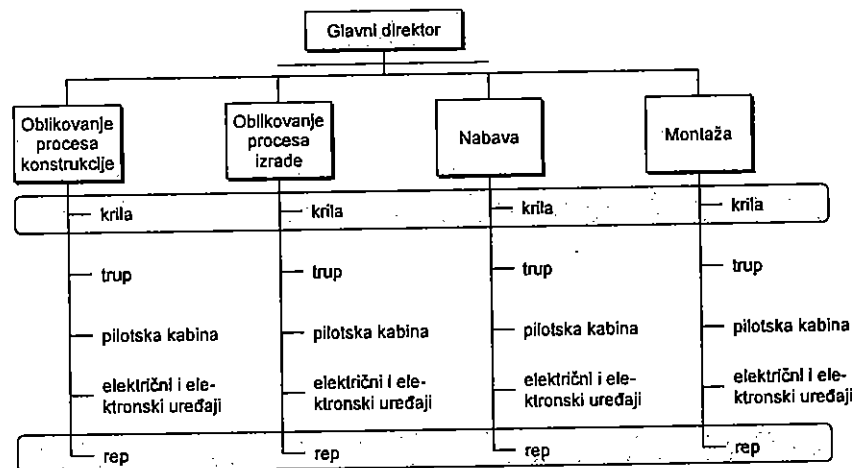 Glavni direktor
Oblikovanje
procesa
konstrukcije
Oblikovanje
procesa
izrade
Nabava
Montaža
krila
krila
krila
krila
trup
trup
trup
trup
pilotska kabina
pilotska kabina
pilotska kabina
pilotska kabina
električni i ele-
ktronski uređaji
električni i ele-
ktronski uređaji
električni i ele-
ktronski uređaji
električni i ele-
ktronski uređaji
rep
rep
rep
rep